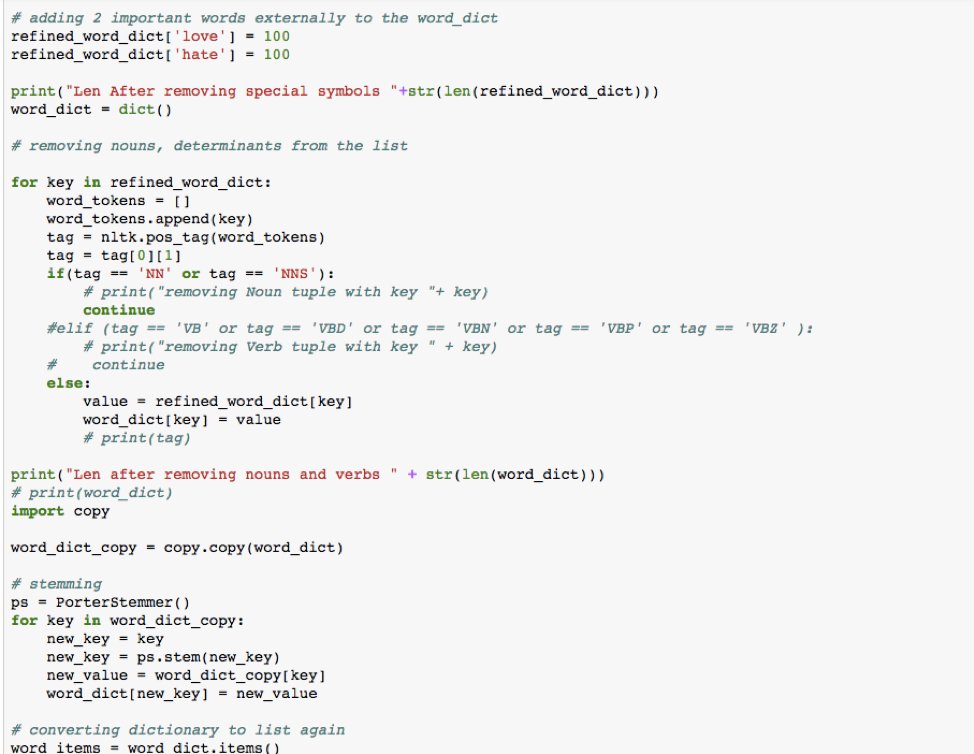 # adding 2 important words externally to the word_dict
refined_word_dict['love'] = 100
refined_word_dict['hate'] = 100

print("Len After removing special symbols "+str(len(refined_word_dict)))
word_dict = dict()

# removing nouns, determinants from the list

for key in refined_word_dict:
    word_tokens = []
    word_tokens.append(key)
    tag = nltk.pos_tag(word_tokens)
    tag = tag[0][1]
    if(tag == 'NN' or tag == 'NNS'):
        # print("removing Noun tuple with key "+ key)
        continue
    #elif (tag == 'VB' or tag == 'VBD' or tag == 'VBN' or tag == 'VBP' or tag == 'VBZ' ):
        # print("removing Verb tuple with key " + key)
    #    continue
    else:
        value = refined_word_dict[key]
        word_dict[key] = value
        # print(tag)

print("Len after removing nouns and verbs " + str(len(word_dict)))
# print(word_dict)
import copy

word_dict_copy = copy.copy(word_dict)

# stemming
ps = PorterStemmer()
for key in word_dict_copy:
    new_key = key
    new_key = ps.stem(new_key)
    new_value = word_dict_copy[key]
    word_dict[new_key] = new_value

# converting dictionary to list again
word_items = word_dict.items()